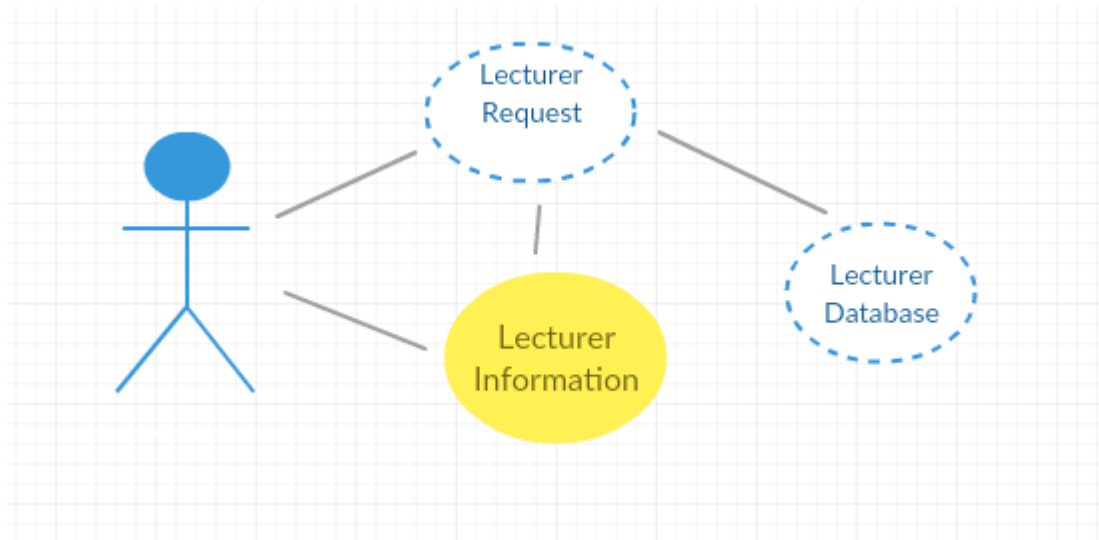 Lecturer
Request
Lecturer
Database
Lecturer
Information